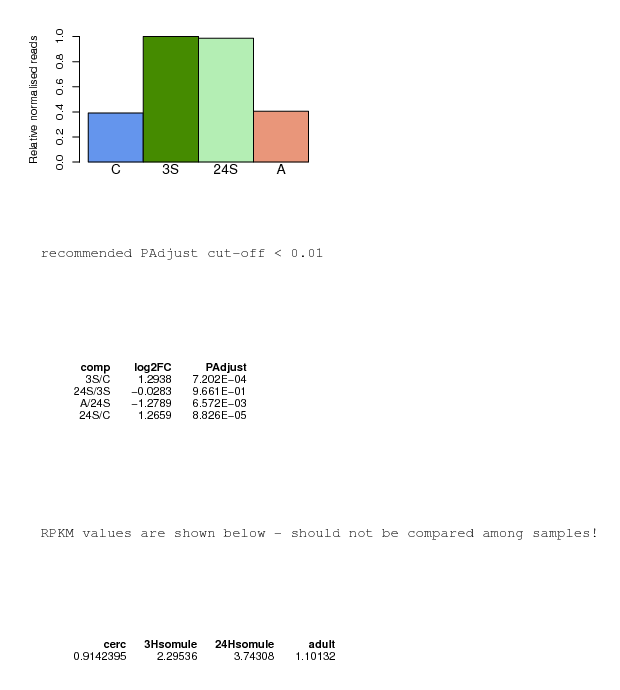 Relative normalised reads
1.0
0.8
0.6
0.4
0.2
0.0
C 3S 24S A
recommended PAdjust cut-off < 0.01
comp log2FC PAdjust
3S/C 1.2938 7.202E−04
24S/3S −0.0283 9.661E−01
A/24S −1.2789 6.572E−03
24S/C 1.2659 8.826E−05
RPKM values are shown below - should not be compared among samples!
cerc 3Hsomule 24Hsomule adult
0.9142395 2.29536 3.74308 1.10132